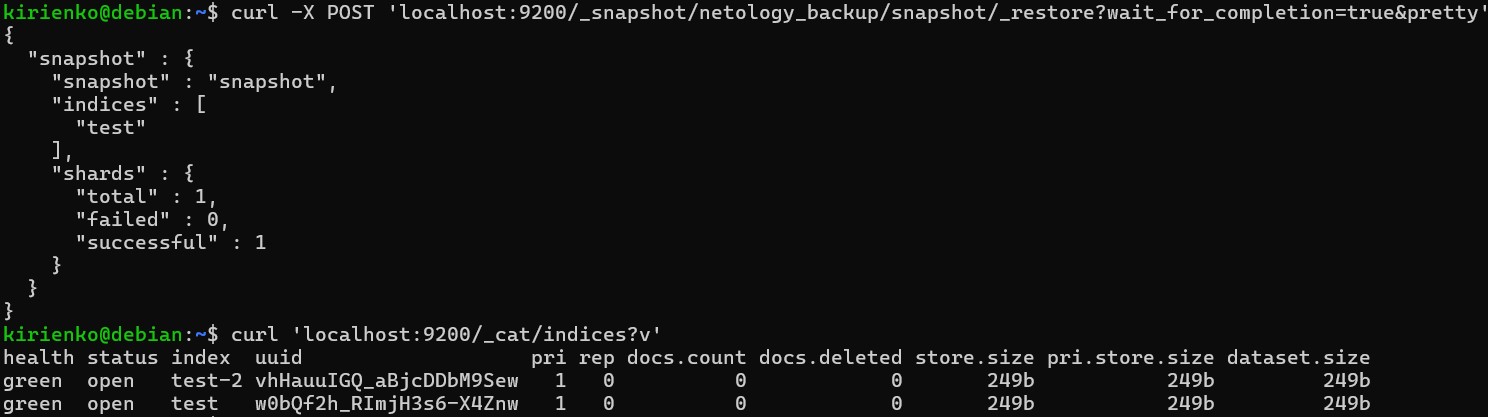 kirienko@debian:~$ curl -X POST 'localhost:9200/_snapshot/netology_backup/snapshot/_restore?wait_for_completion=true&pretty'
{
  "snapshot" : {
    "snapshot" : "snapshot",
    "indices" : [
      "test"
    ],
    "shards" : {
      "total" : 1,
      "failed" : 0,
      "successful" : 1
    }
  }
}
kirienko@debian:~$ curl 'localhost:9200/_cat/indices?v'
health status index  uuid                   pri rep docs.count docs.deleted store.size pri.store.size dataset.size
green  open   test-2 vhHauuIGQ_aBjcDDbM9Sew   1   0          0            0       249b           249b         249b
green  open   test   w0bQf2h_RImjH3s6-X4Znw   1   0          0            0       249b           249b         249b